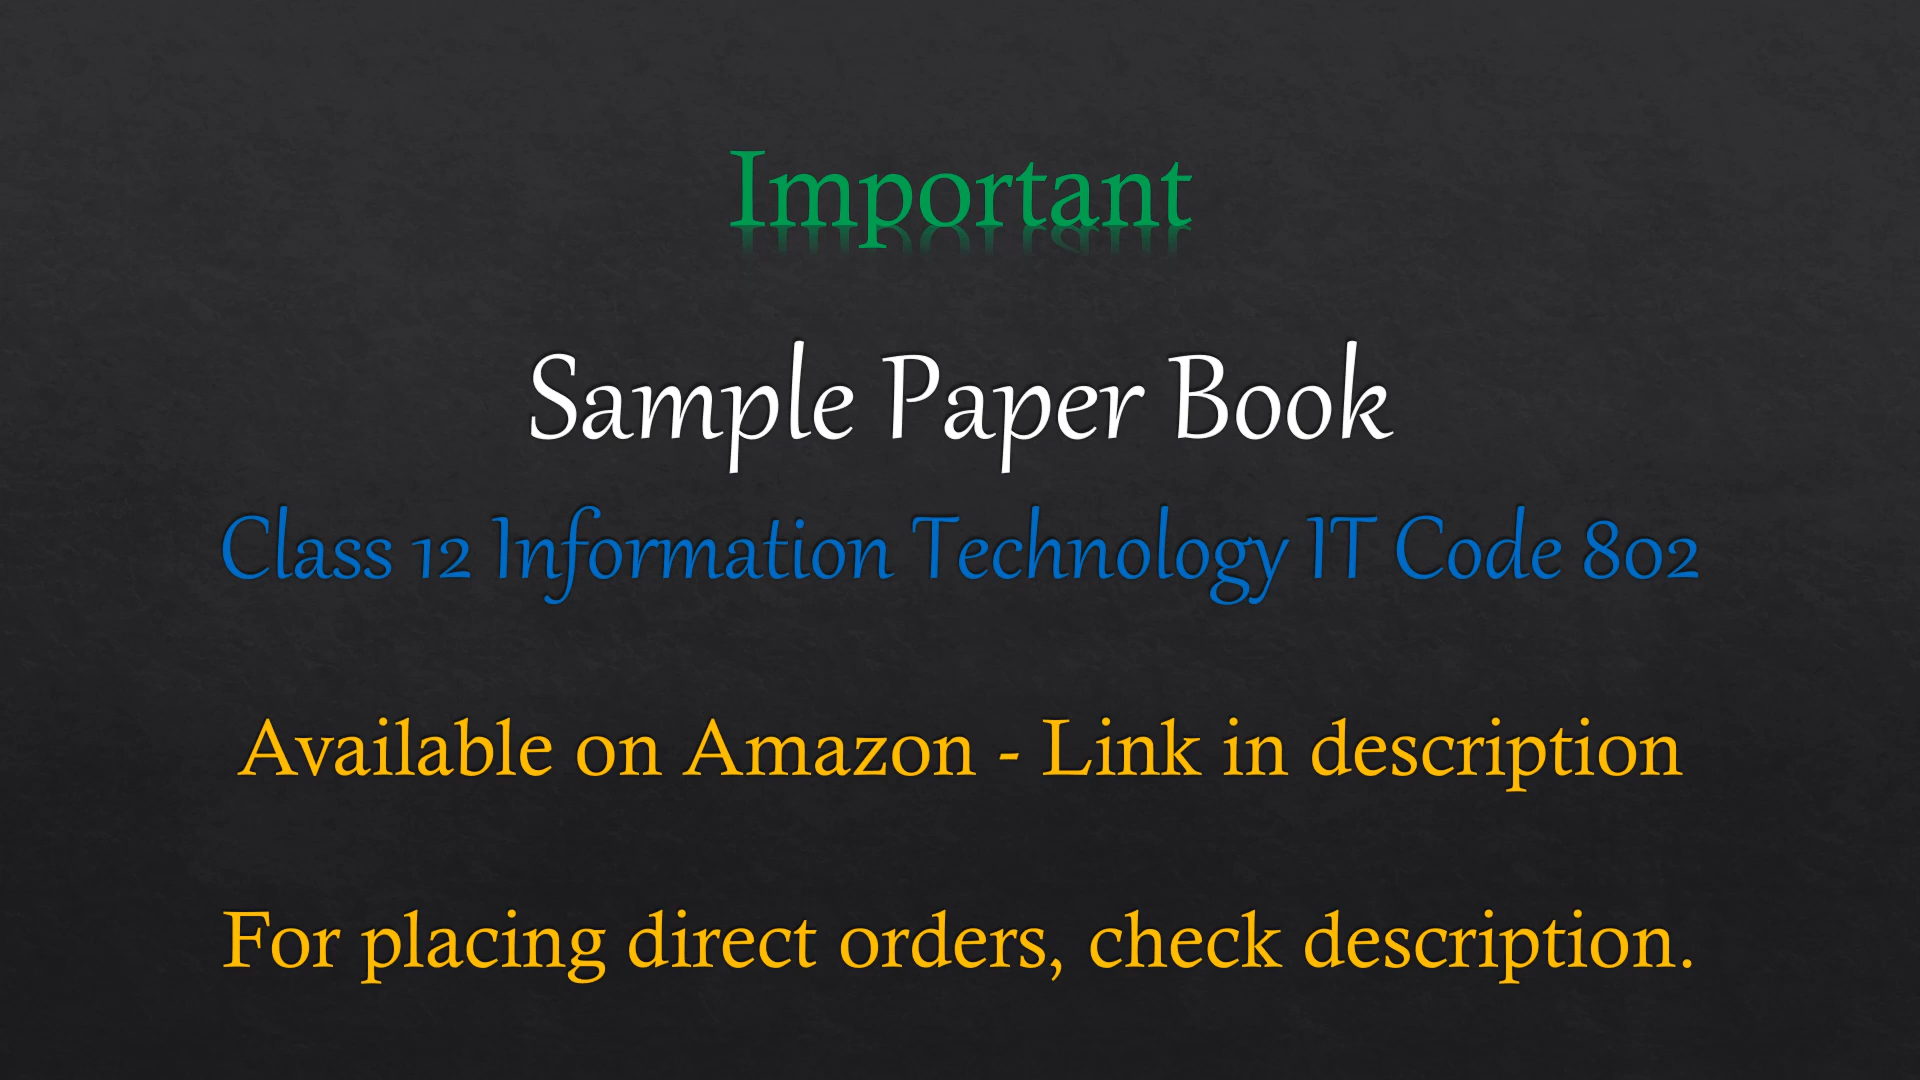 Important
Sample Paper Book
Class 12 Information Technology IT Code 802
Available on Amazon - Link in description
For placing direct orders, check description.